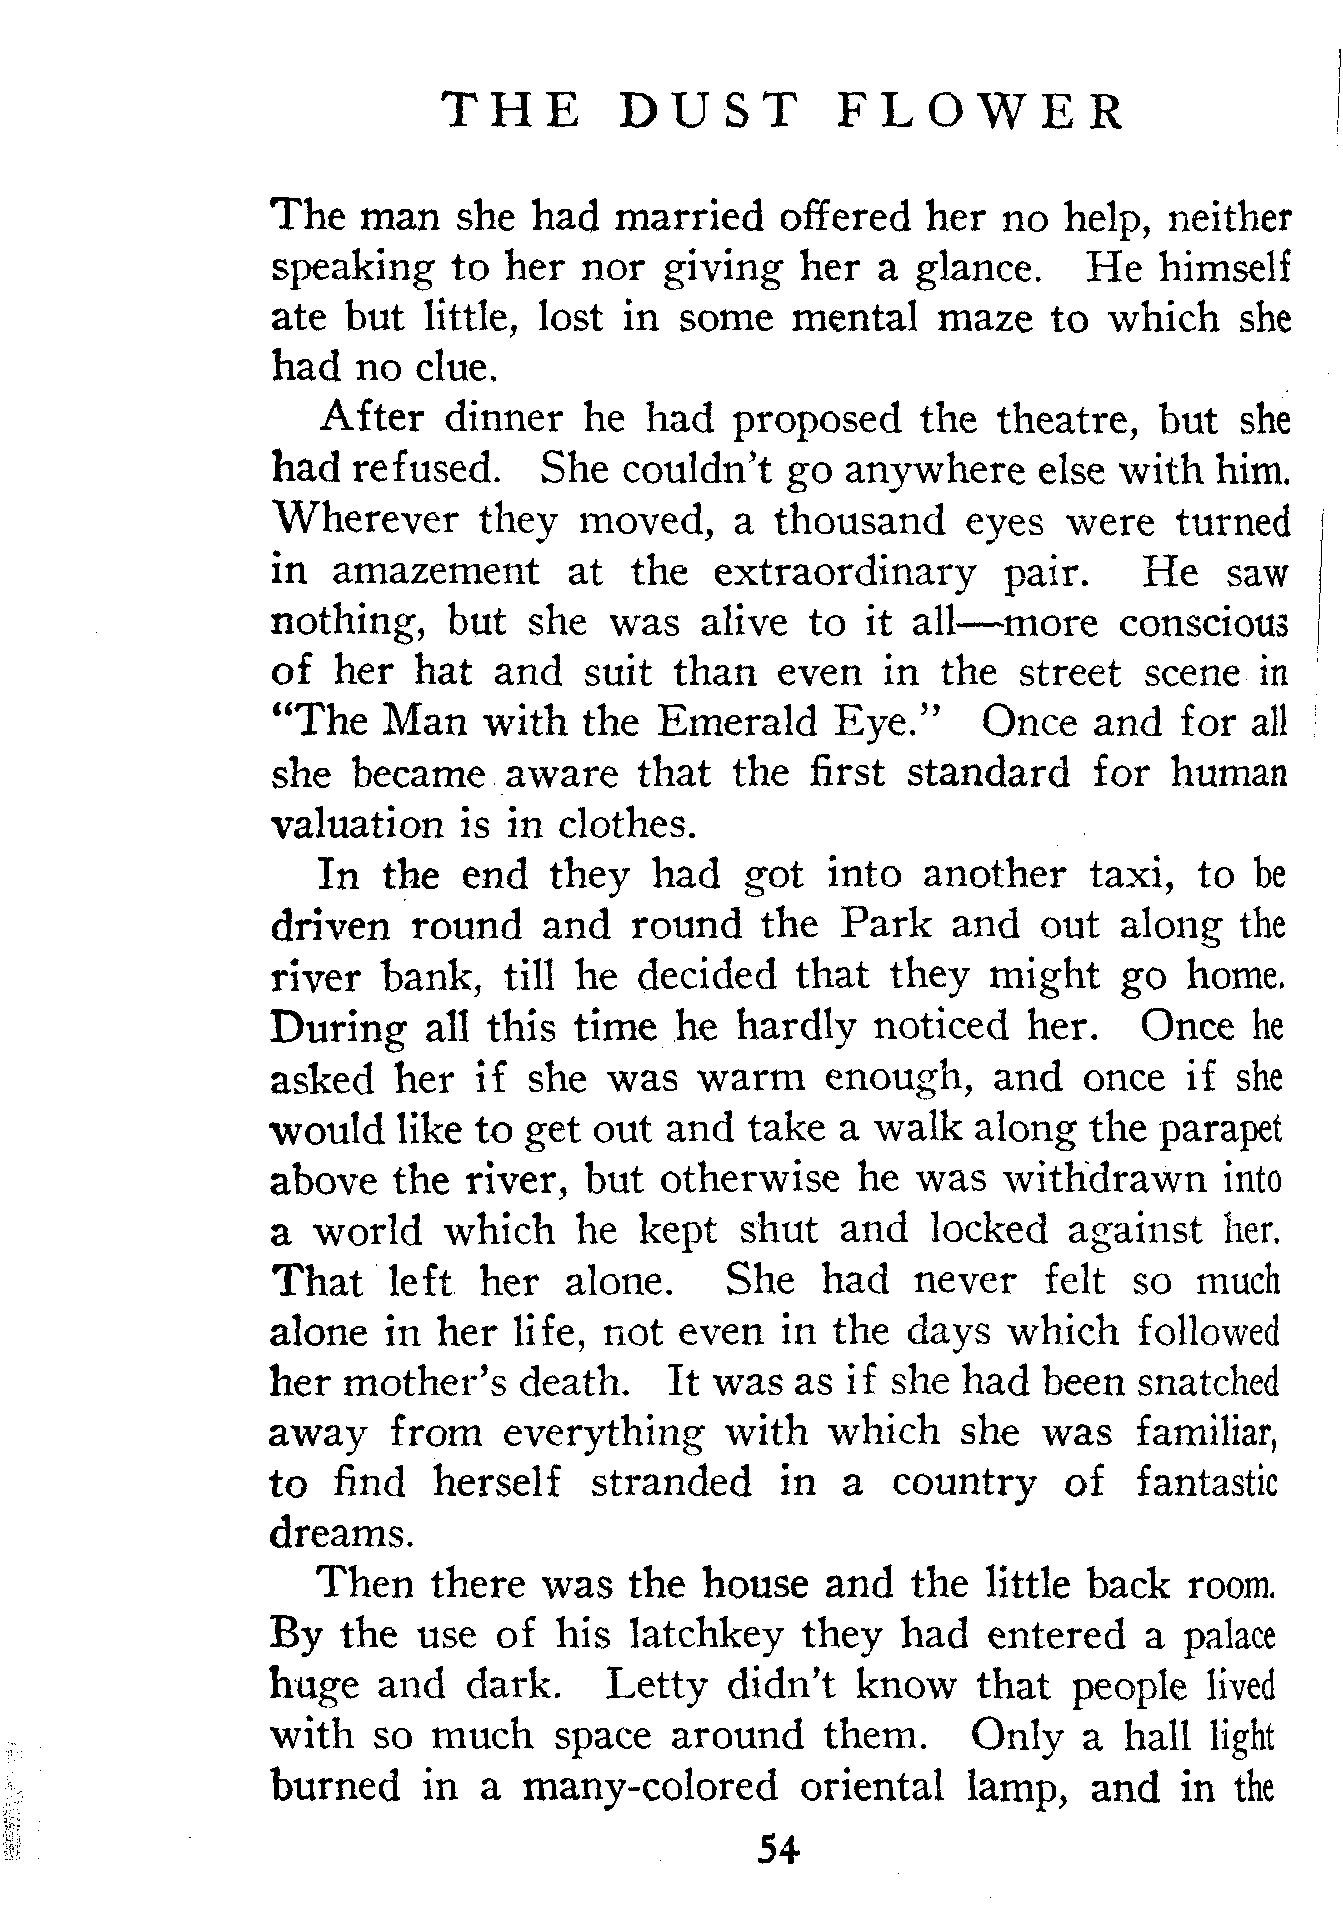 THE DUST FLOWER
The man she had married offered her no help, neither
speaking to her nor giving her a glance. He himself
ate but little, lost in some mental maze to which she
had no clue.
After dinner he had proposed the theatre, but she
had refused. She couldn't go anywhere else with him.
Wherever they moved, a thousand eyes were turned
in amazement at the extraordinary pair. He saw
nothing, but she was alive to it all—more conscious
of her hat and suit than even in the street scene in
“The Man with the Emerald Eye.” Once and for all
she became aware that the first standard for human
valuation is in clothes.
In the end they had got into another taxi, to be
driven round and round the Park and out along the
river bank, till he decided that they might go home.
During all this time he hardly noticed her. Once he
asked her if she was warm enough, and once if she
would like to get out and take a walk along the parapet
above the river, but otherwise he was withdrawn into
a world which he kept shut and locked against her.
That left her alone. She had never felt so much
alone in her life, not even in the days which followed
her mother's death. It was as if she had been snatched
away from everything with which she was familiar,
to find herself stranded in a country of fantastic
dreams.
Then there was the house and the little back room.
By the use of his latchkey they had entered a palace
huge and dark. Letty didn't know that people lived
with so much space around them. Only a hall light
burned in a many-colored oriental lamp, and in the
54